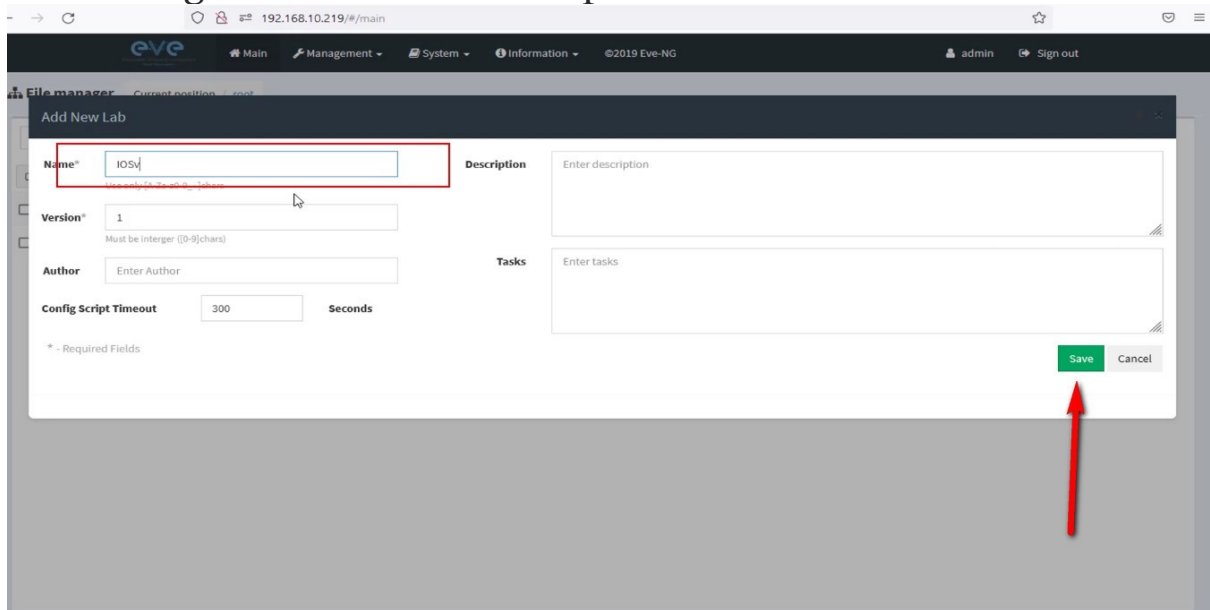 192.168.10.219/#/main
eve Main Management System Information ©2019 Eve-NG admin Sign out
File manager Current position / root
Add New Lab
Name* IOSv
Version* 1
Must be interger ([0-9]chars)
Author Enter Author
Config Script Timeout 300 Seconds
* - Required Fields
Description Enter description
Tasks Enter tasks
Save Cancel